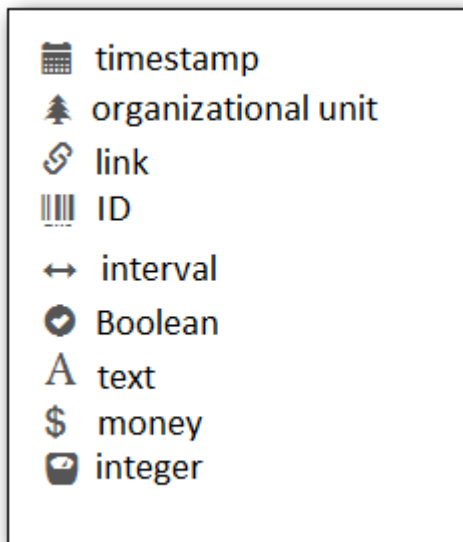 timestamp
organizational unit
link
ID
interval
Boolean
A text
$ money
integer